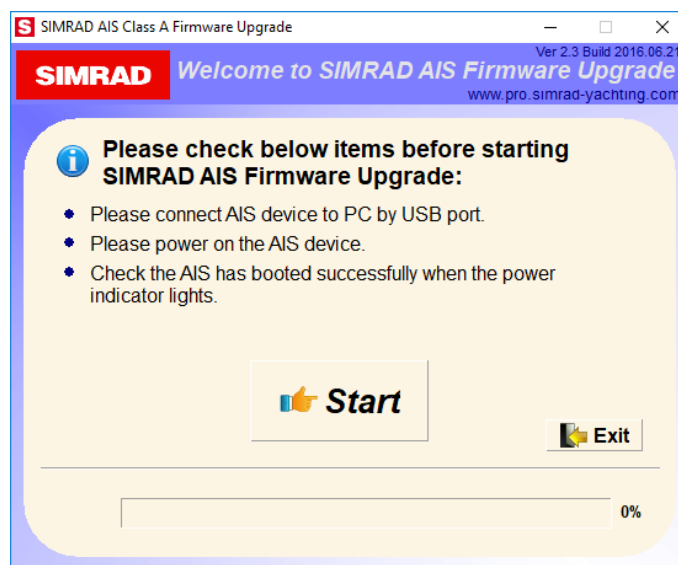 SIMRAD AIS Class A Firmware Upgrade
Ver 2.3 Build 2016.06.21
SIMRAD
Welcome to SIMRAD AIS Firmware Upgrade
www.pro.simrad-yachting.com
Please check below items before starting
SIMRAD AIS Firmware Upgrade:
Please connect AIS device to PC by USB port.
Please power on the AIS device.
Check the AIS has booted successfully when the power
indicator lights.
Start
Exit
0%